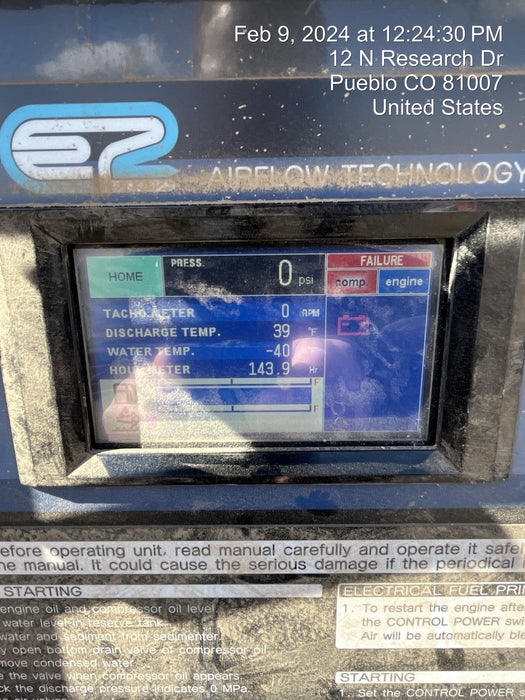 Feb 9, 2024 at 12:24:30 PM
12 N Research Dr
Pueblo CO 81007
United States
AIRFLOW TECHNOLOGY
HOME
PRESS. 0 psi
FAILURE
comp. engine
TACHOMETER 0 RPM
DISCHARGE TEMP. 39 °F
WATER TEMP. -40
HOURMETER 143.9 Hr
F
F
efore operating unit, read manual carefully and operate it safe
he manual. It could cause the serious damage if the periodical
STARTING
engine oil and compressor oil level.
water level in reserve tank.
water and sediment from sedimenter.
y open bottom drain valve of compressor oil
move condensed water
e the valve when compressor oil appears.
ck the discharge pressure indicates 0 MPa.
ELECTRICAL FUEL PRI
1. To restart the engine afte
the CONTROL POWER swi
Air will be automatically ble
STARTING
1. Set the CONTROL POWER s